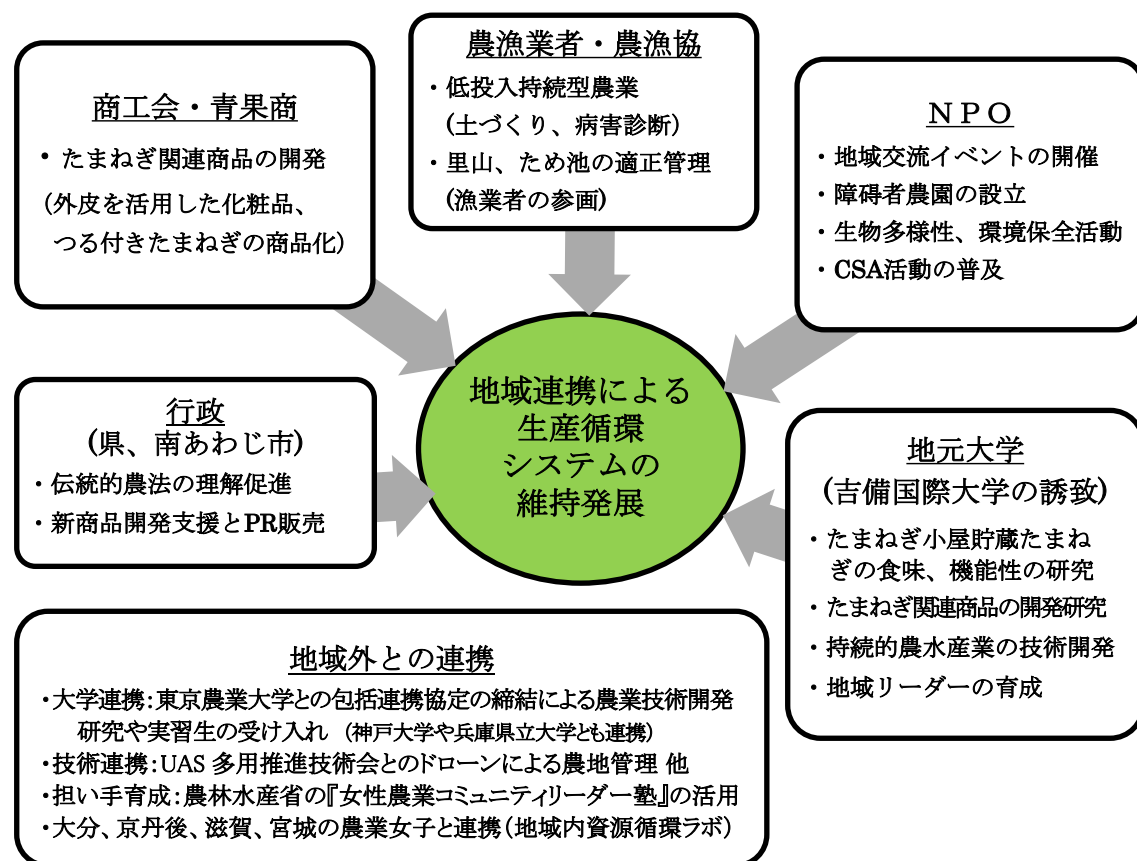 商工会・青果商
・たまねぎ関連商品の開発
(外皮を活用した化粧品、
つる付きたまねぎの商品化)
農漁業者・農漁協
・低投入持続型農業
(土づくり、病害診断)
・里山、ため池の適正管理
(漁業者の参画)
ＮＰＯ
・地域交流イベントの開催
・障碍者農園の設立
・生物多様性、環境保全活動
・CSA活動の普及
地域連携による
生産循環
システムの
維持発展
行政
(県、南あわじ市)
・伝統的農法の理解促進
・新商品開発支援とPR販売
地元大学
(吉備国際大学の誘致)
・たまねぎ小屋貯蔵たまね
ぎの食味、機能性の研究
・たまねぎ関連商品の開発研究
・持続的農水産業の技術開発
・地域リーダーの育成
地域外との連携
・大学連携：東京農業大学との包括連携協定の締結による農業技術開発
研究や実習生の受け入れ （神戸大学や兵庫県立大学とも連携）
・技術連携：UAS 多用推進技術会とのドローンによる農地管理 他
・担い手育成：農林水産省の『女性農業コミュニティリーダー塾』の活用
・大分、京丹後、滋賀、宮城の農業女子と連携（地域内資源循環ラボ）